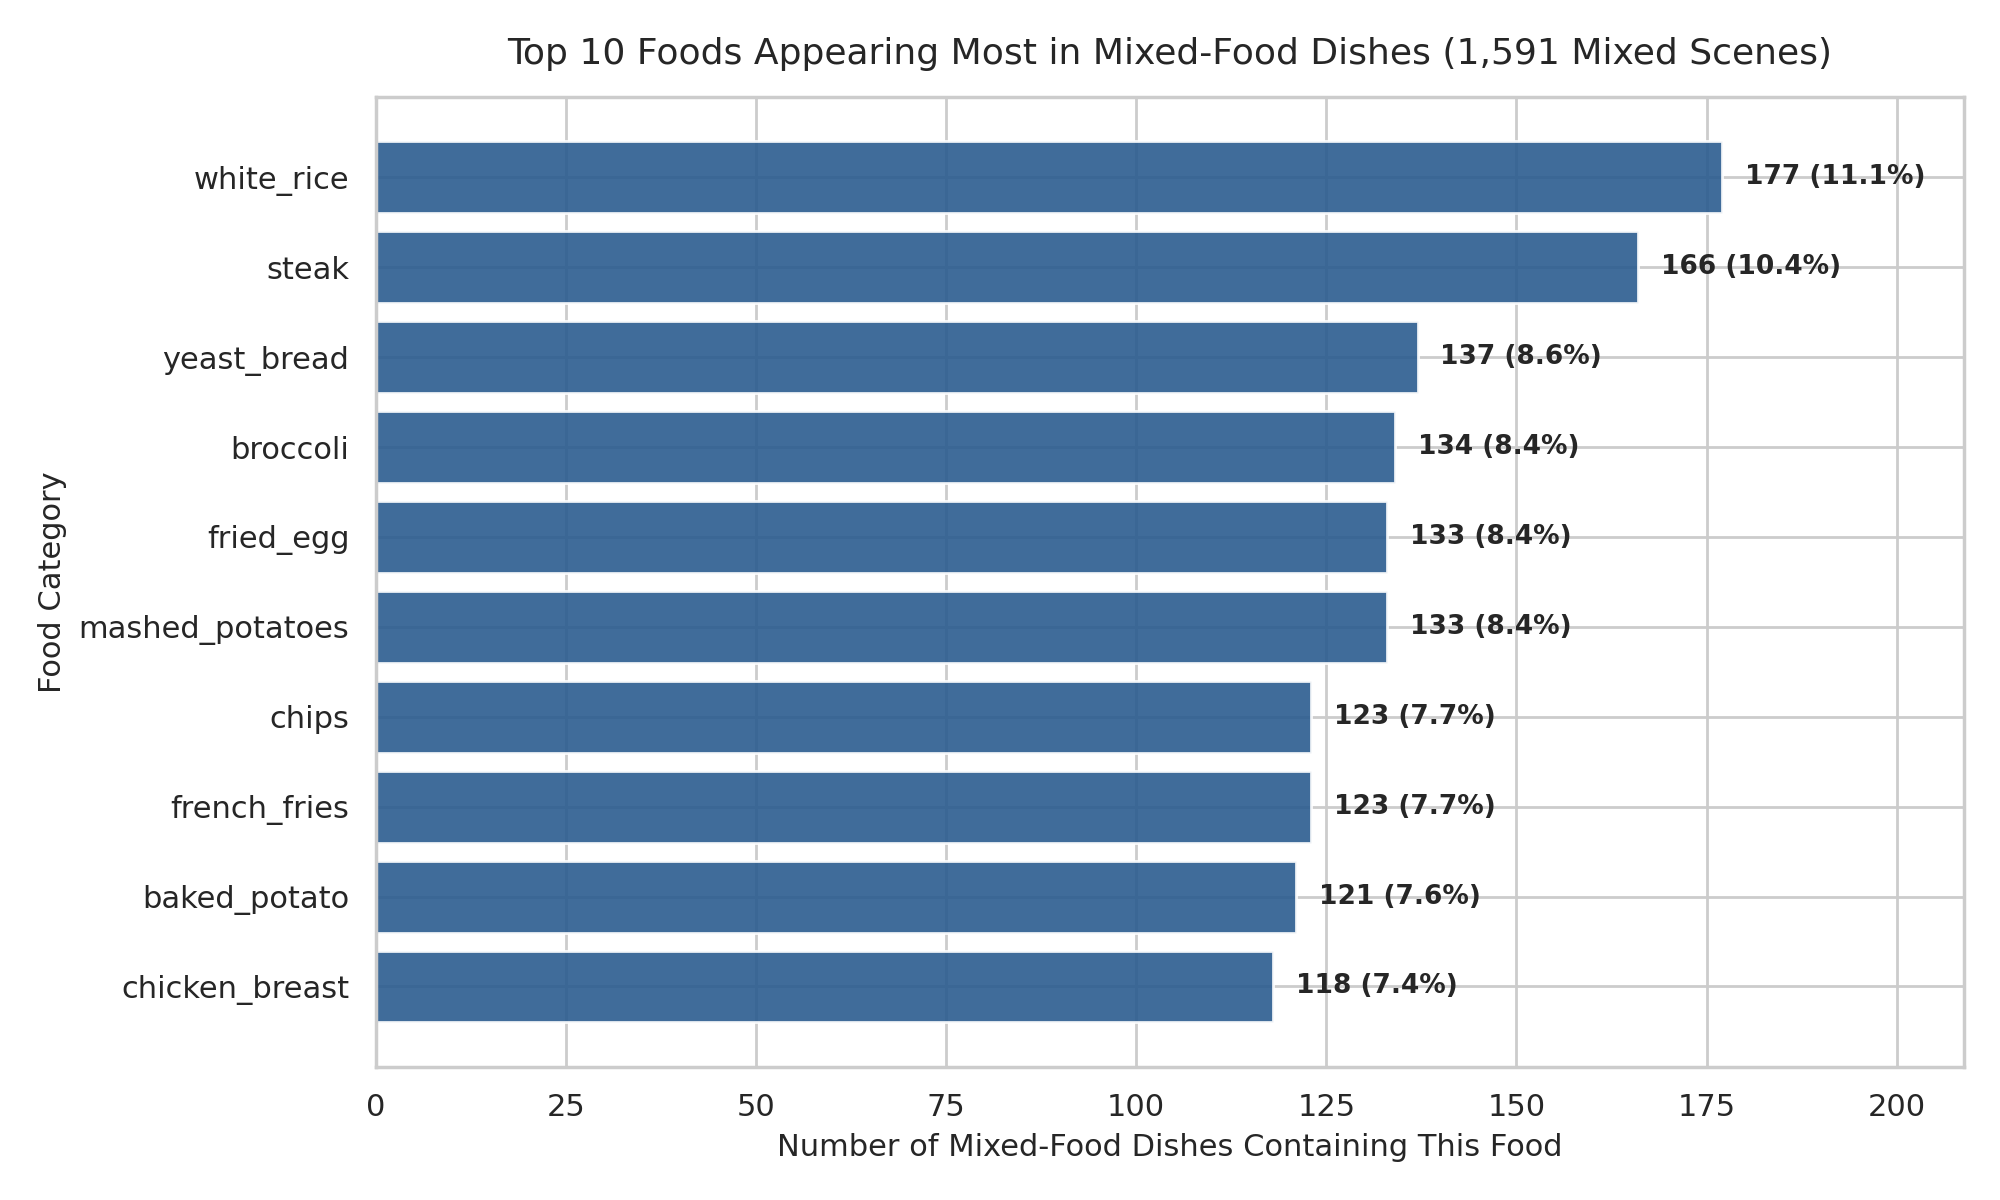 Top 10 Foods Appearing Most in Mixed-Food Dishes (1,591 Mixed Scenes)
Food Category
white_rice 177 (11.1%)
steak 166 (10.4%)
yeast_bread 137 (8.6%)
broccoli 134 (8.4%)
fried_egg 133 (8.4%)
mashed_potatoes 133 (8.4%)
chips 123 (7.7%)
french_fries 123 (7.7%)
baked_potato 121 (7.6%)
chicken_breast 118 (7.4%)
0 25 50 75 100 125 150 175 200
Number of Mixed-Food Dishes Containing This Food